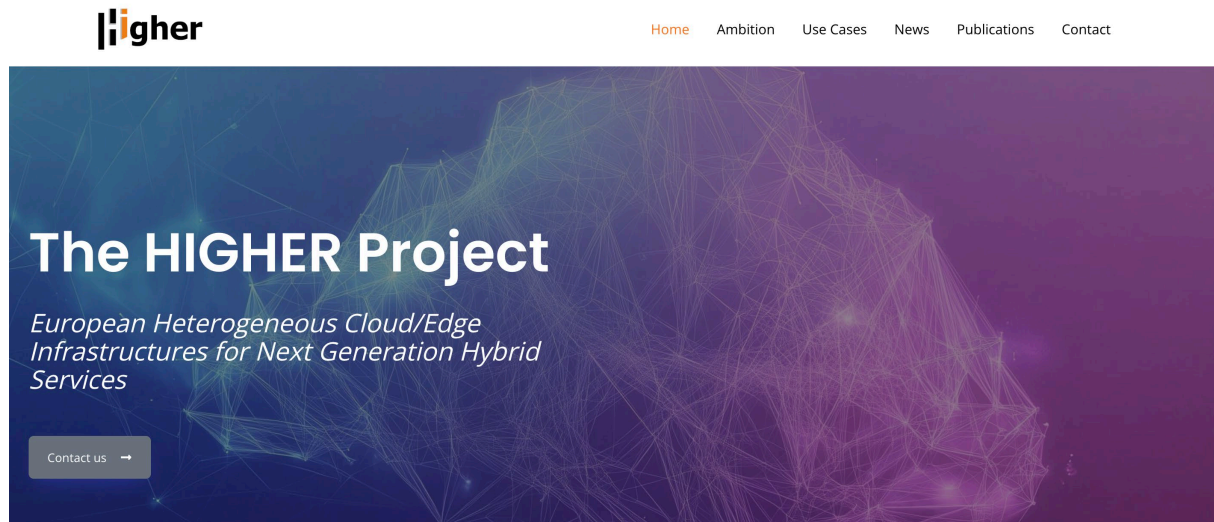 Higher
Home Ambition Use Cases News Publications Contact
The HIGHER Project
European Heterogeneous Cloud/Edge
Infrastructures for Next Generation Hybrid
Services
Contact us →